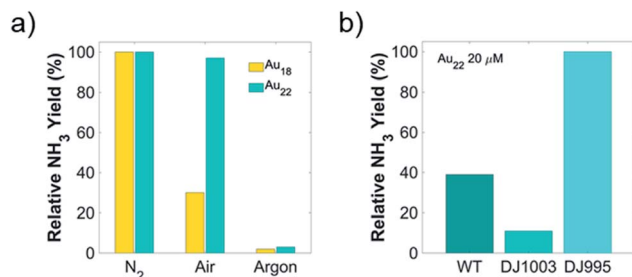 a)
Relative NH3 Yield (%)
100
80
60
40
20
0
Au18
Au22
N2
Air
Argon
b)
Relative NH3 Yield (%)
100
80
60
40
20
0
Au22 20 μM
WT
DJ1003
DJ995